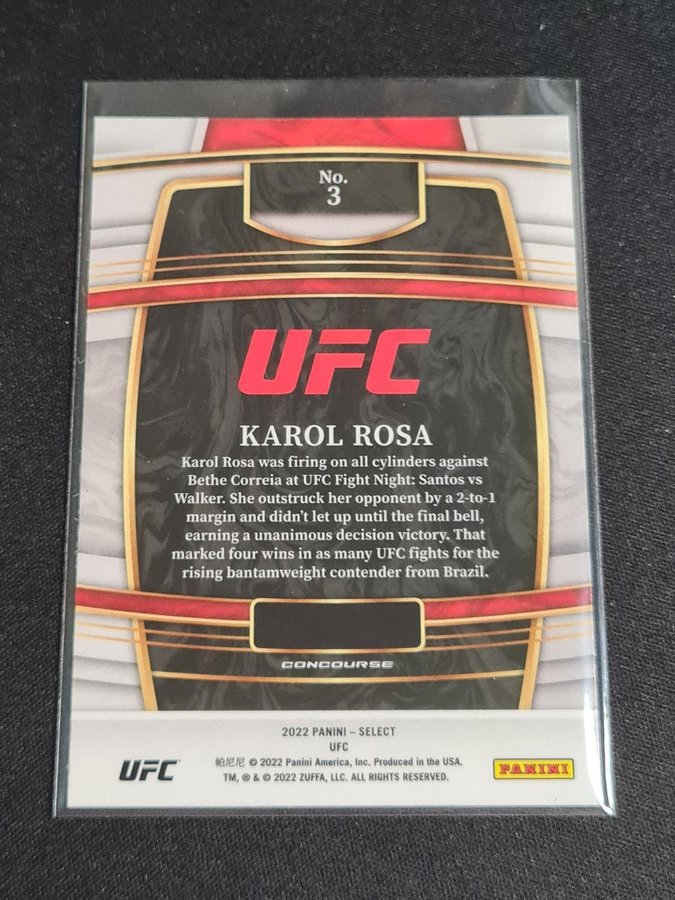 No.
3
UFC
KAROL ROSA
Karol Rosa was firing on all cylinders against
Bethe Correia at UFC Fight Night: Santos vs
Walker. She outstruck her opponent by a 2-to-1
margin and didn't let up until the final bell,
earning a unanimous decision victory. That
marked four wins in as many UFC fights for the
rising bantamweight contender from Brazil.
CONCOURSE
2022 PANINI – SELECT
UFC
帕尼尼 © 2022 Panini America, Inc. Produced in the USA.
TM, ® & © 2022 ZUFFA, LLC. ALL RIGHTS RESERVED.
UFC
PANINI